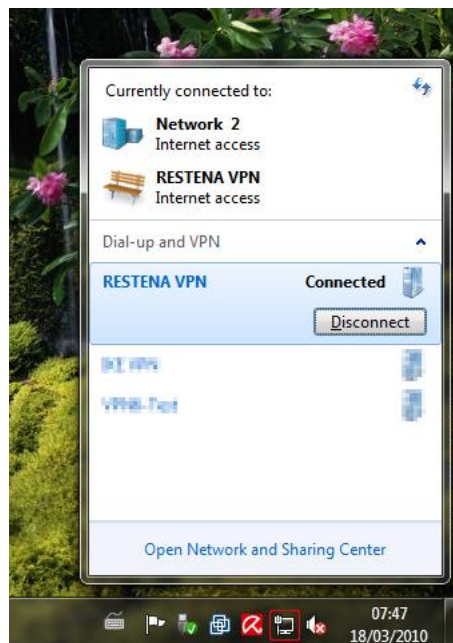 Currently connected to:
Network 2
Internet access
RESTENA VPN
Internet access
Dial-up and VPN
RESTENA VPN Connected
Disconnect
Open Network and Sharing Center
07:47
18/03/2010